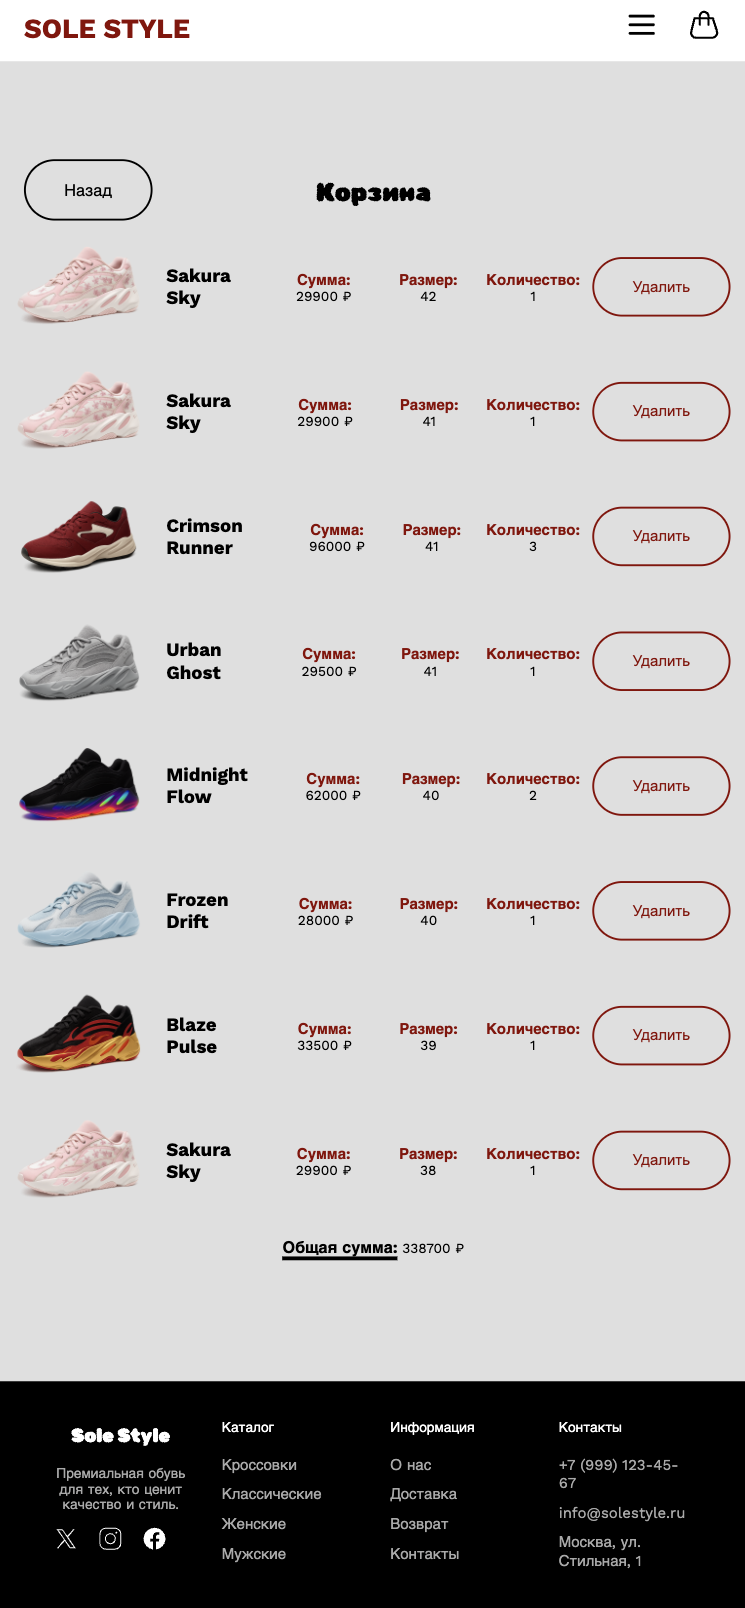 SOLE STYLE
Назад
Корзина
Sakura
Sky
Сумма:
29900 ₽
Размер:
42
Количество:
1
Удалить
Sakura
Sky
Сумма:
29900 ₽
Размер:
41
Количество:
1
Удалить
Crimson
Runner
Сумма:
96000 ₽
Размер:
41
Количество:
3
Удалить
Urban
Ghost
Сумма:
29500 ₽
Размер:
41
Количество:
1
Удалить
Midnight
Flow
Сумма:
62000 ₽
Размер:
40
Количество:
2
Удалить
Frozen
Drift
Сумма:
28000 ₽
Размер:
40
Количество:
1
Удалить
Blaze
Pulse
Сумма:
33500 ₽
Размер:
39
Количество:
1
Удалить
Sakura
Sky
Сумма:
29900 ₽
Размер:
38
Количество:
1
Удалить
Общая сумма: 338700 ₽
Sole Style
Премиальная обувь
для тех, кто ценит
качество и стиль.
Каталог
Кроссовки
Классические
Женские
Мужские
Информация
О нас
Доставка
Возврат
Контакты
Контакты
+7 (999) 123-45-
67
info@solestyle.ru
Москва, ул.
Стильная, 1